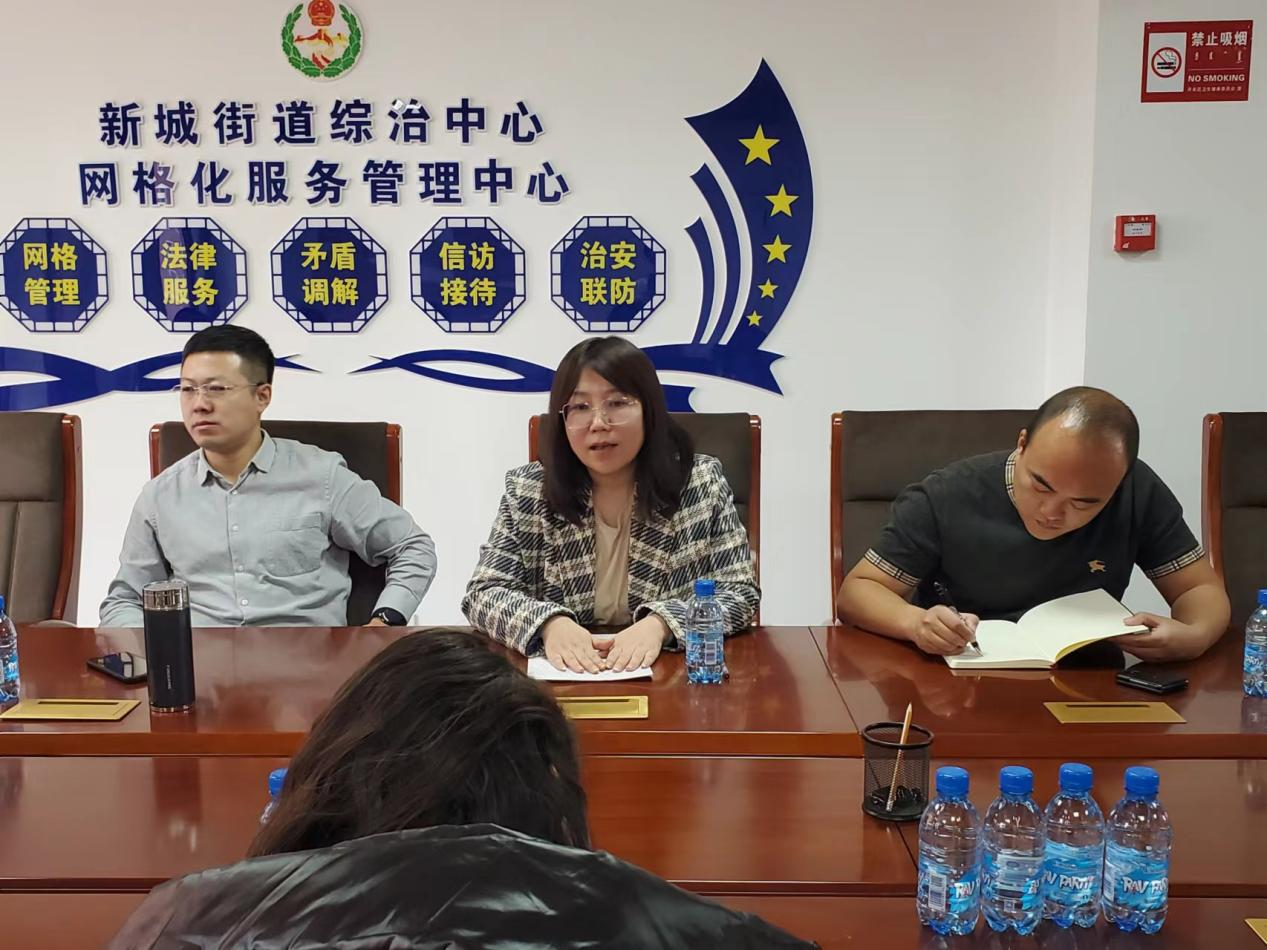 新城街道综治中心
网格化服务管理中心
网格
管理
法律
服务
矛盾
调解
信访
接待
治安
联防
禁止吸烟
NO SMOKING
RAV PARTY